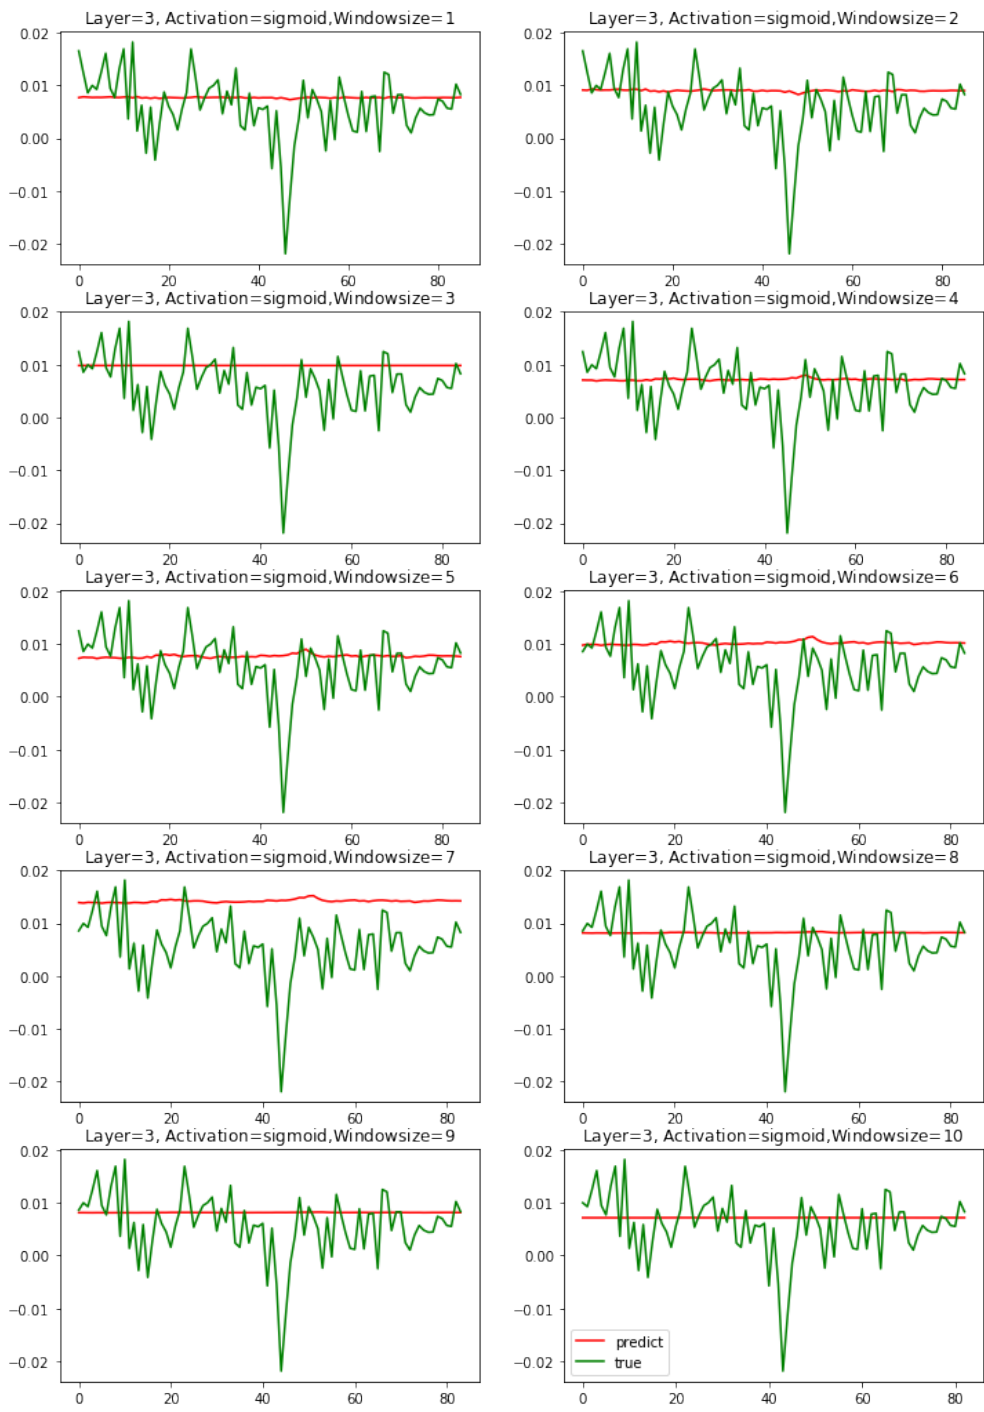 Layer=3, Activation=sigmoid,Windowsize=1
0.02
0.01
0.00
−0.01
−0.02
0 20 40 60 80
Layer=3, Activation=sigmoid,Windowsize=2
0.02
0.01
0.00
−0.01
−0.02
0 20 40 60 80
Layer=3, Activation=sigmoid,Windowsize=3
0.02
0.01
0.00
−0.01
−0.02
0 20 40 60 80
Layer=3, Activation=sigmoid,Windowsize=4
0.02
0.01
0.00
−0.01
−0.02
0 20 40 60 80
Layer=3, Activation=sigmoid,Windowsize=5
0.02
0.01
0.00
−0.01
−0.02
0 20 40 60 80
Layer=3, Activation=sigmoid,Windowsize=6
0.02
0.01
0.00
−0.01
−0.02
0 20 40 60 80
Layer=3, Activation=sigmoid,Windowsize=7
0.02
0.01
0.00
−0.01
−0.02
0 20 40 60 80
Layer=3, Activation=sigmoid,Windowsize=8
0.02
0.01
0.00
−0.01
−0.02
0 20 40 60 80
Layer=3, Activation=sigmoid,Windowsize=9
0.02
0.01
0.00
−0.01
−0.02
0 20 40 60 80
Layer=3, Activation=sigmoid,Windowsize=10
0.02
0.01
0.00
−0.01
−0.02
predict
true
0 20 40 60 80